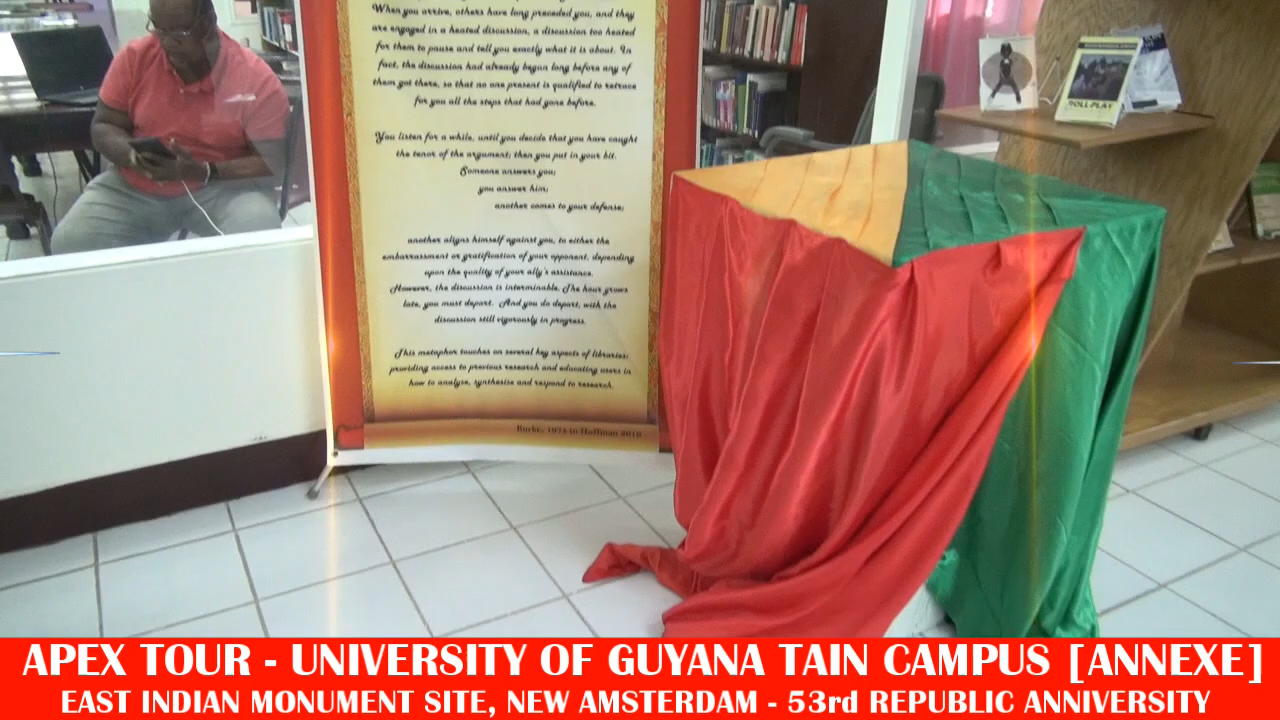 When you arrive, others have long preceded you, and they
are engaged in a heated discussion, a discussion too heated
for them to pause and tell you exactly what it is about. In
fact, the discussion had already begun long before any of
them got there, so that no one present is qualified to retrace
for you all the steps that had gone before.
You listen for a while, until you decide that you have caught
the tenor of the argument; then you put in your bit.
Someone answers you;
you answer him;
another comes to your defense;
another aligns himself against you, to either the
embarrassment or gratification of your opponent, depending
upon the quality of your ally's assistance.
However, the discussion is interminable. The hour grows
late, you must depart. And you do depart, with the
discussion still vigorously in progress.
This metaphor touches on several key aspects of libraries:
providing access to previous research and educating users in
how to analyse, synthesise and respond to research.
Burke, 1974 in Hoffman 2016
ROLL-PLAY
APEX TOUR - UNIVERSITY OF GUYANA TAIN CAMPUS [ANNEXE]
EAST INDIAN MONUMENT SITE, NEW AMSTERDAM - 53rd REPUBLIC ANNIVERSITY